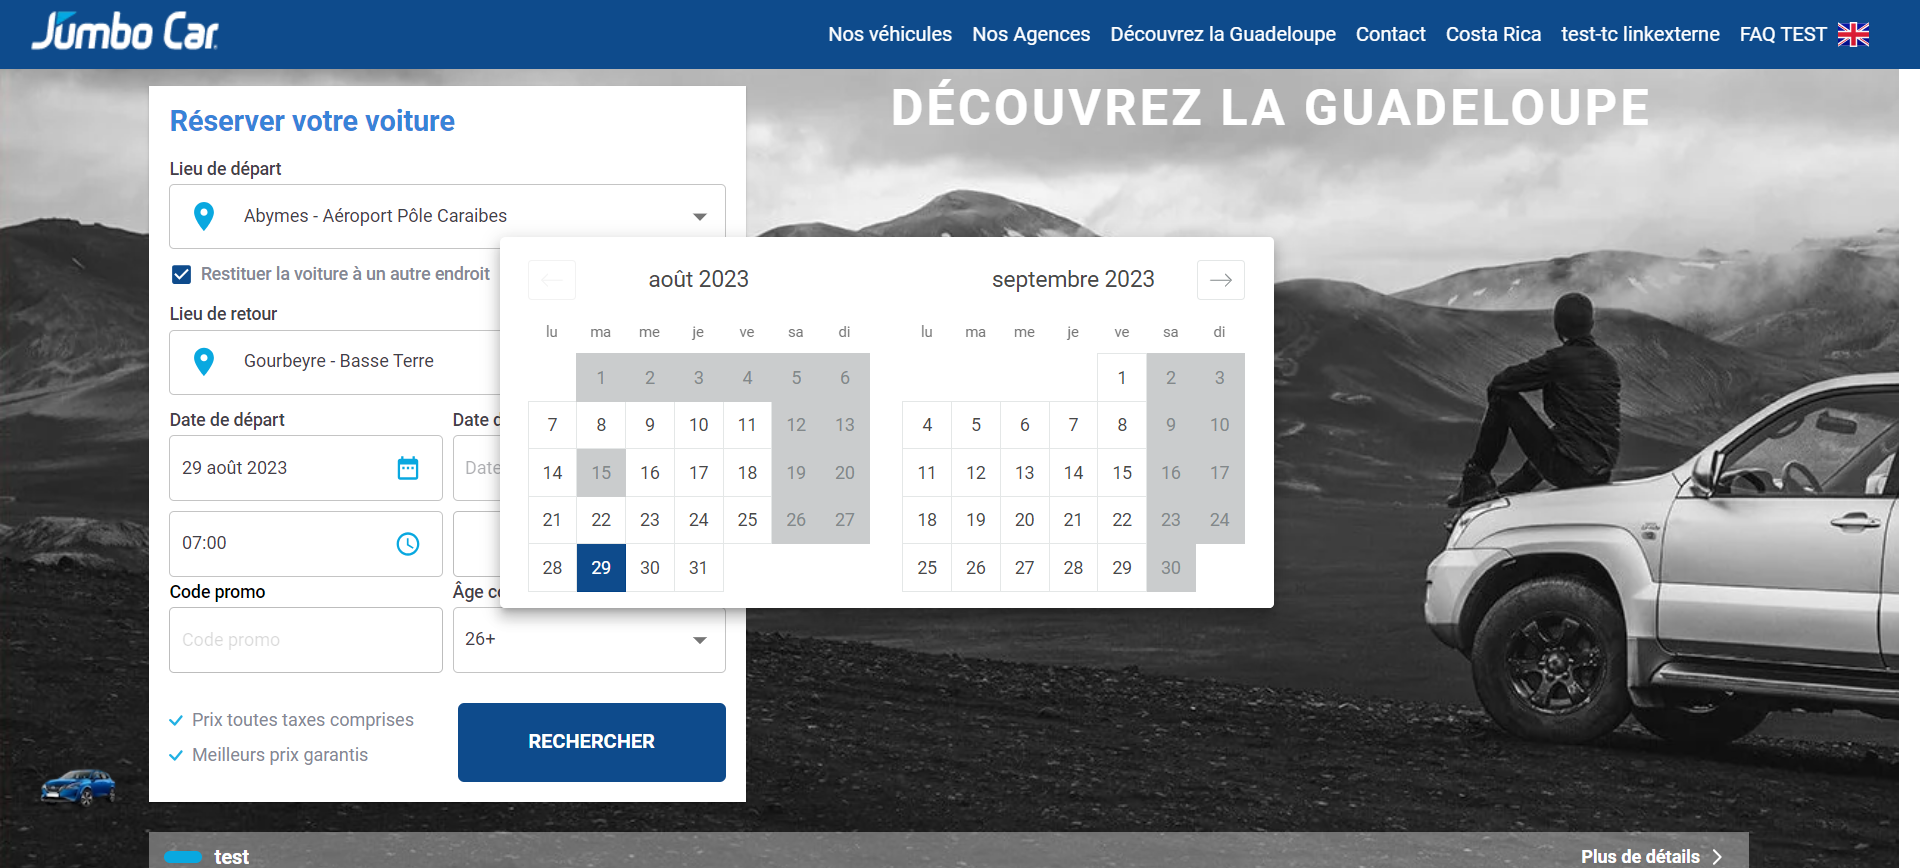 Jumbo Car
Nos véhicules Nos Agences Découvrez la Guadeloupe Contact Costa Rica test-tc linkexterne FAQ TEST
DÉCOUVREZ LA GUADELOUPE
Réserver votre voiture
Lieu de départ
Abymes - Aéroport Pôle Caraibes
Restituer la voiture à un autre endroit
Lieu de retour
Gourbeyre - Basse Terre
Date de départ
29 août 2023
07:00
Date
Code promo
Code promo
26+
Prix toutes taxes comprises
Meilleurs prix garantis
RECHERCHER
août 2023
lu ma me je ve sa di
1 2 3 4 5 6
7 8 9 10 11 12 13
14 15 16 17 18 19 20
21 22 23 24 25 26 27
28 29 30 31
septembre 2023
lu ma me je ve sa di
1 2 3
4 5 6 7 8 9 10
11 12 13 14 15 16 17
18 19 20 21 22 23 24
25 26 27 28 29 30
test
Plus de détails